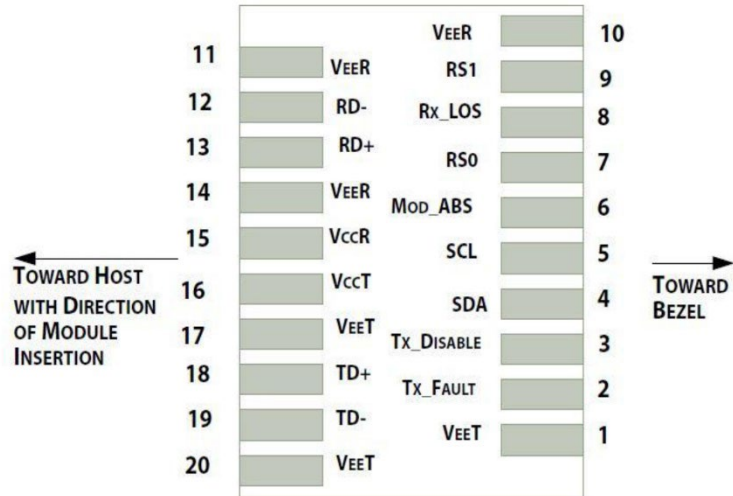 11
VEER
12
RD-
13
RD+
14
VEER
15
VCCR
16
VCCT
17
VEET
18
TD+
19
TD-
20
VEET
VEER
10
RS1
9
RX_LOS
8
RS0
7
MOD_ABS
6
SCL
5
SDA
4
TX_DISABLE
3
TX_FAULT
2
VEET
1
TOWARD HOST
WITH DIRECTION
OF MODULE
INSERTION
TOWARD
BEZEL